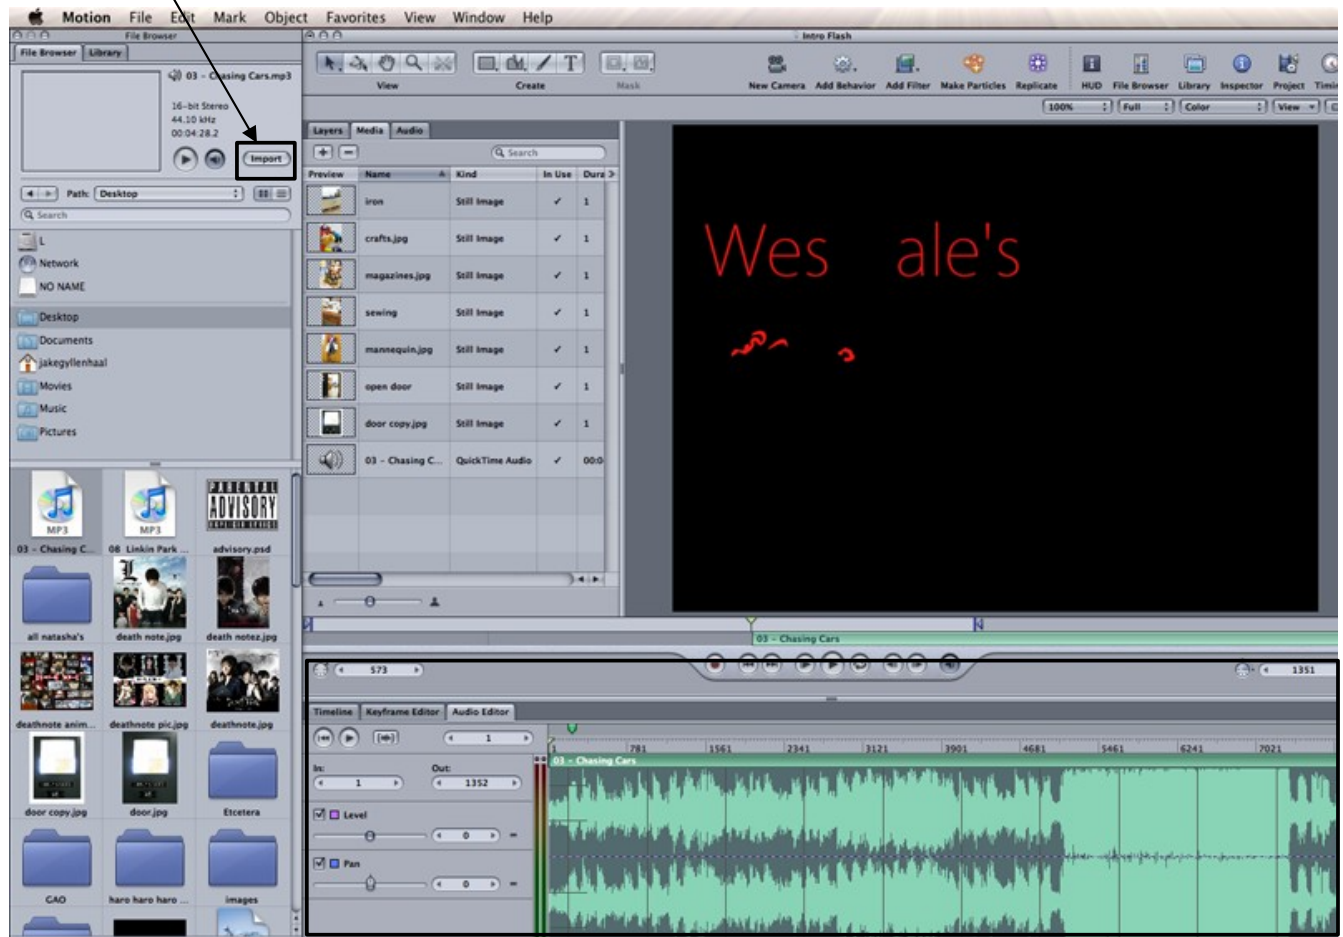 Motion File Edit Mark Object Favorites View Window Help
File Browser
File Browser Library
03 - Chasing Cars.mp3
16-bit Stereo
44.10 kHz
00:04:28.2
Import
Path: Desktop
Search
L
Network
NO NAME
Desktop
Documents
jakegyllenhaal
Movies
Music
Pictures
MP3 MP3 PARENTAL ADVISORY
03 - Chasing C... 08 Linkin Park ... advisory.psd
all natasha's death note.jpg death notez.jpg
deathnote anim... deathnote pic.jpg deathnote.jpg
door copy.jpg door.jpg Etcetera
GAO haro haro haro ... images
Intro Flash
View Create Mask New Camera Add Behavior Add Filter Make Particles Replicate HUD File Browser Library Inspector Project
100% Full Color View
Layers Media Audio
Search
Preview Name Kind In Use Dura
iron Still Image 1
crafts.jpg Still Image 1
magazines.jpg Still Image 1
sewing Still Image 1
mannequin.jpg Still Image 1
open door Still Image 1
door copy.jpg Still Image 1
03 - Chasing C... QuickTime Audio 00:0
Wes ale's
03 - Chasing Cars
573 1351
Timeline Keyframe Editor Audio Editor
1
1 781 1561 2341 3121 3901 4681 5461 6241 7021
03 - Chasing Cars
In: Out:
1 1352
Level
0
Pan
0